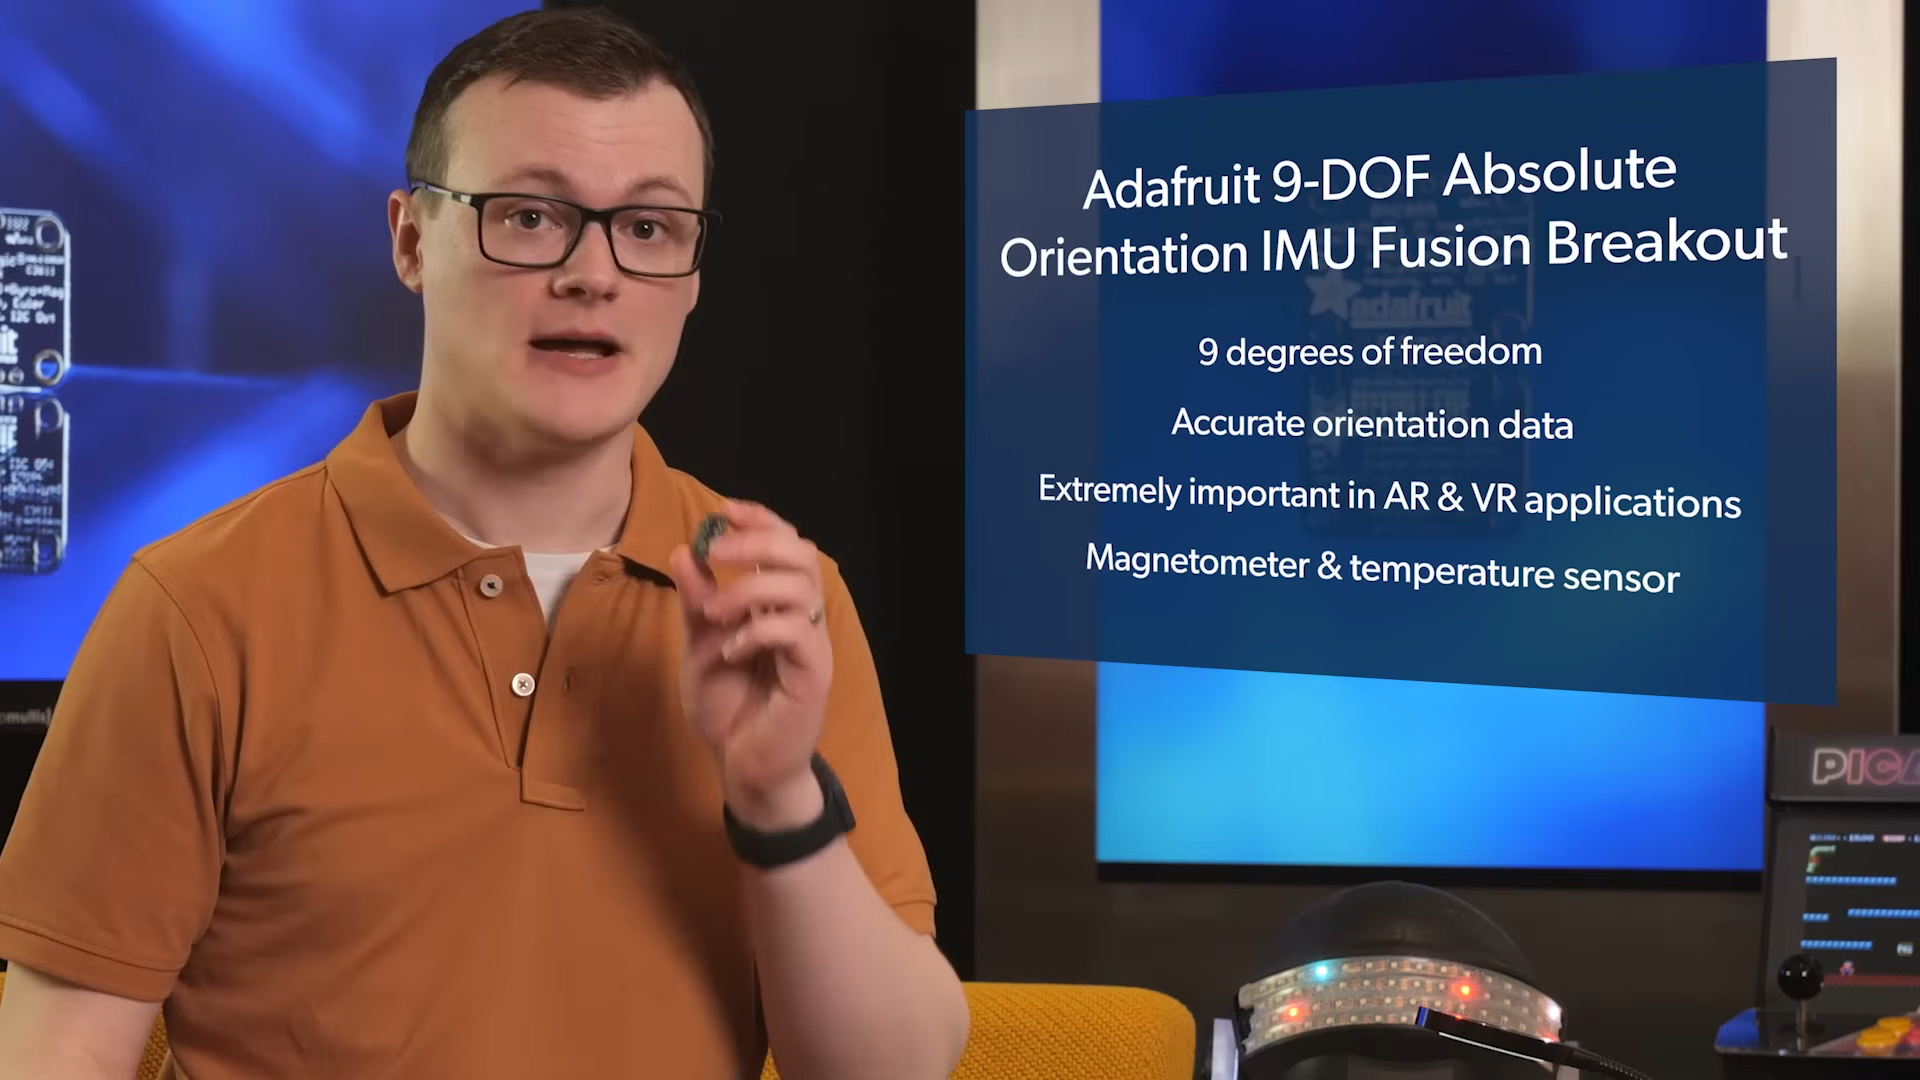 Adafruit 9-DOF Absolute
Orientation IMU Fusion Breakout
adafruit
9 degrees of freedom
Accurate orientation data
Extremely important in AR & VR applications
Magnetometer & temperature sensor